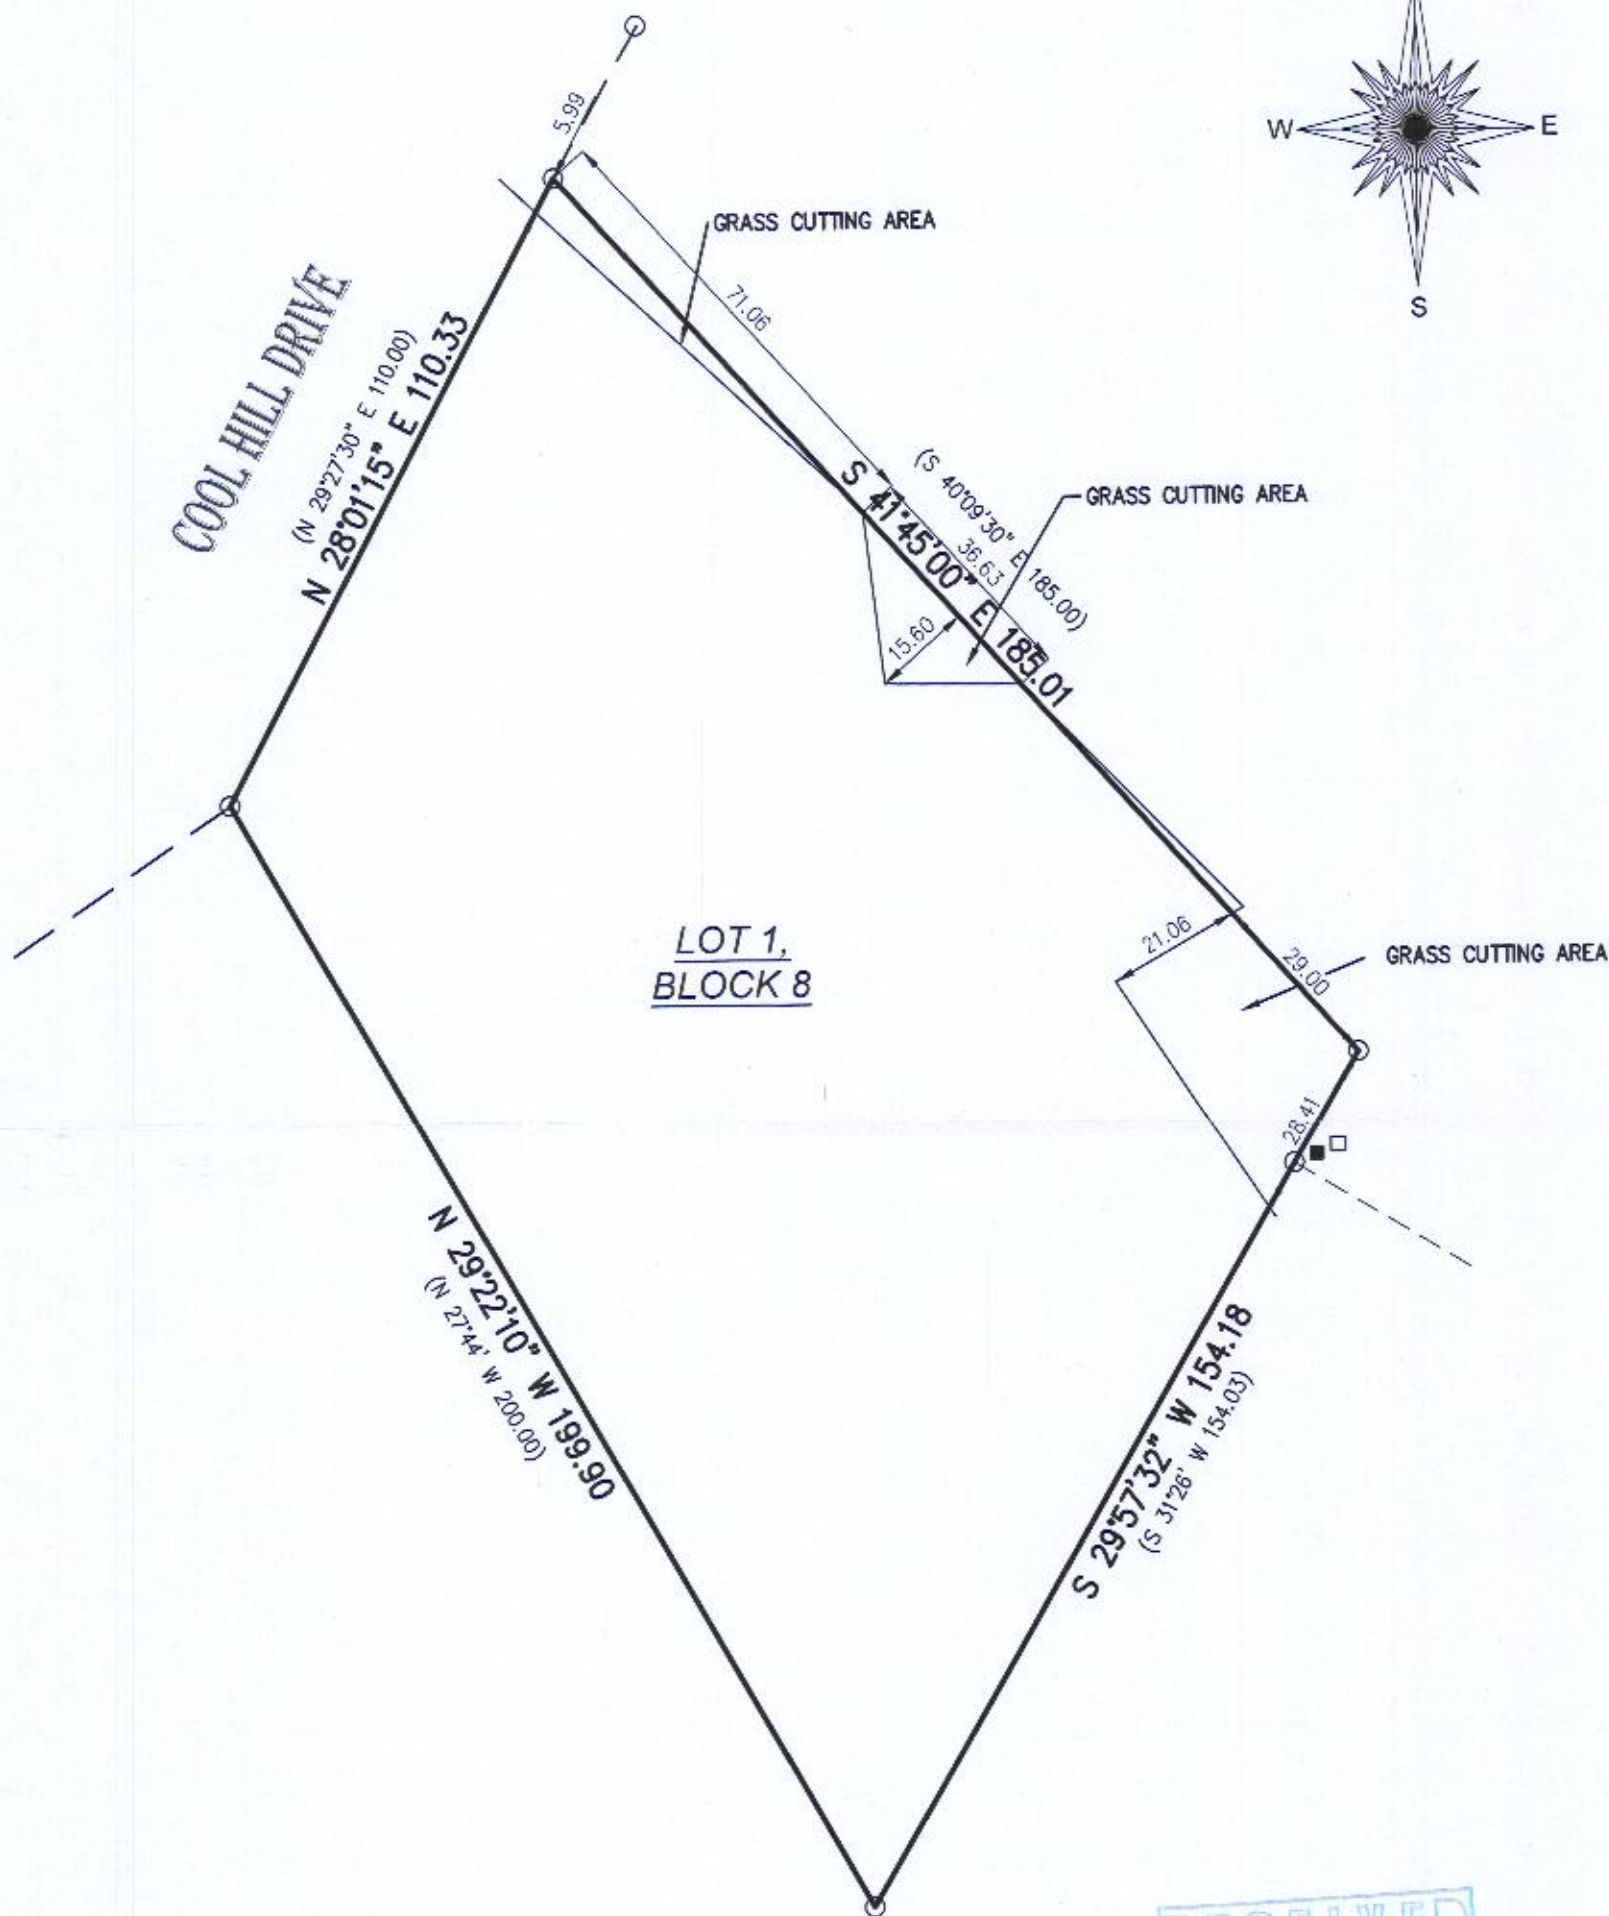 5.99
W
E
S
GRASS CUTTING AREA
71.06
COOL HILL DRIVE
(N 29°27'30" E 110.00)
N 28°01'15" E 110.33
(S 40°09'30" E 185.00)
S 41°45'00" E 185.01
36.63
GRASS CUTTING AREA
15.60
LOT 1,
BLOCK 8
21.06
29.00
GRASS CUTTING AREA
28.41
N 29°22'10" W 199.90
(N 27°44' W 200.00)
S 29°57'32" W 154.18
(S 31°26' W 154.03)
RECEIVED